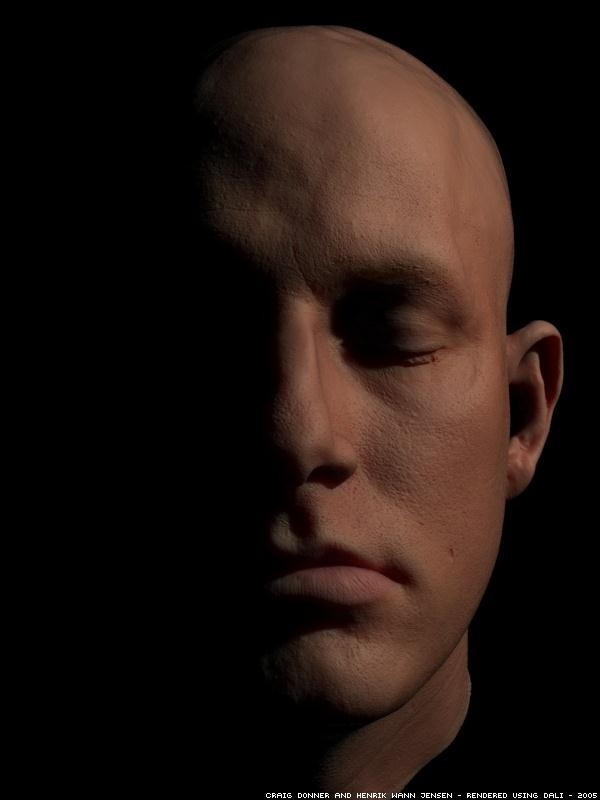 CRAIG DONNER AND HENRIK WANN JENSEN - RENDERED USING DALI - 2005